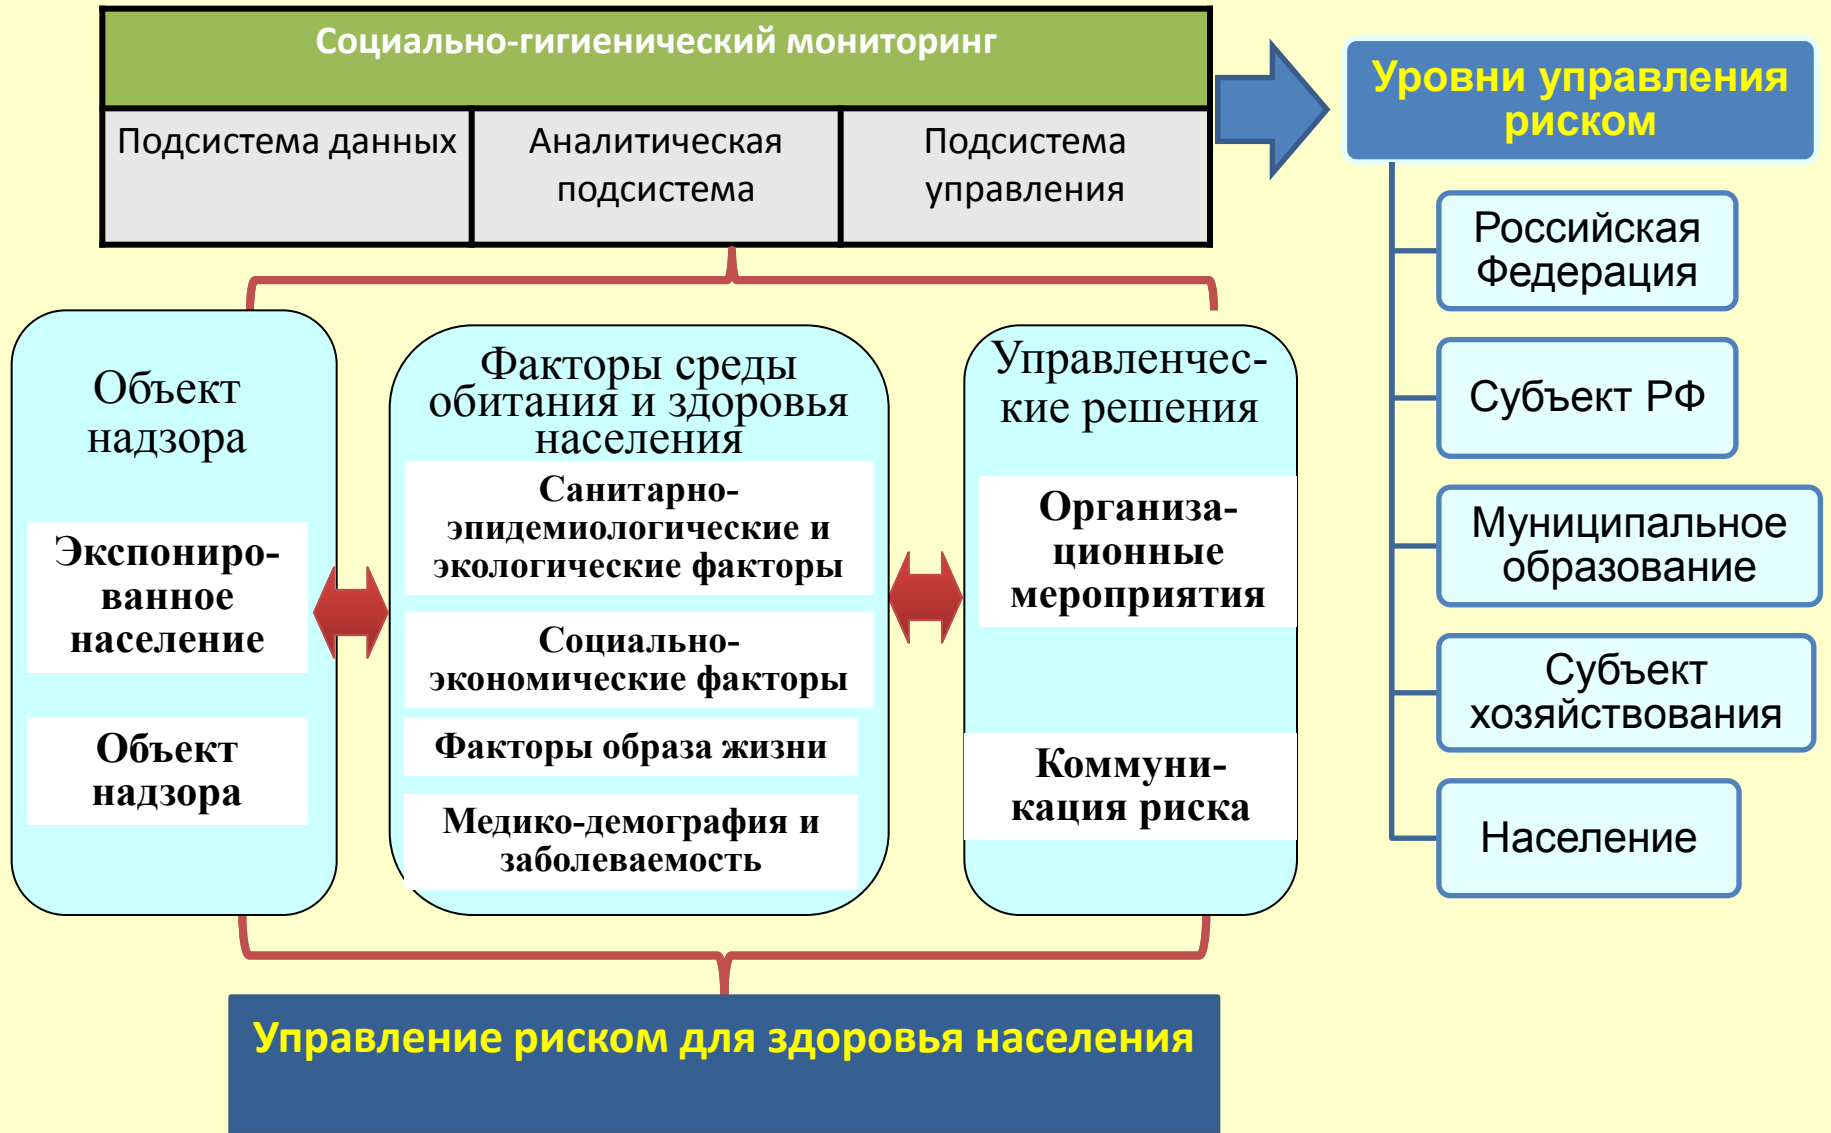 Социально-гигиенический мониторинг
Подсистема данных
Аналитическая
подсистема
Подсистема
управления
Уровни управления
риском
Российская
Федерация
Субъект РФ
Муниципальное
образование
Субъект
хозяйствования
Население
Объект
надзора
Экспониро-
ванное
население
Объект
надзора
Факторы среды
обитания и здоровья
населения
Санитарно-
эпидемиологические и
экологические факторы
Социально-
экономические факторы
Факторы образа жизни
Медико-демография и
заболеваемость
Управленчес-
кие решения
Организа-
ционные
мероприятия
Коммуни-
кация риска
Управление риском для здоровья населения